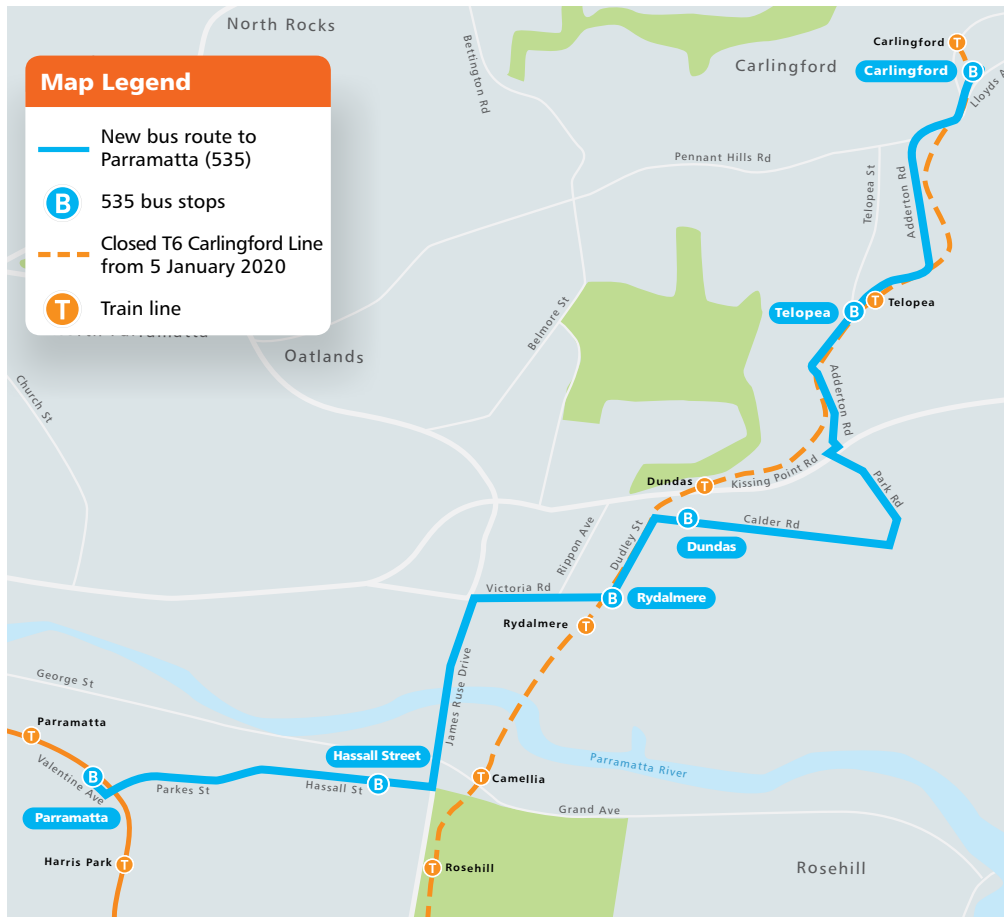 North Rocks
Bettington Rd
Carlingford
Carlingford
Carlingford
B
T
Lloyds A
Map Legend
New bus route to
Parramatta (535)
B
535 bus stops
Closed T6 Carlingford Line
from 5 January 2020
T
Train line
Pennant Hills Rd
Telopea St
Adderton Rd
Telopea
B
T
Telopea
Oatlands
Belmore St
Church St
Adderton Rd
Dundas
T
Kissing Point Rd
Park Rd
B
Calder Rd
Dundas
Rippon Ave
Dudley St
Victoria Rd
B
Rydalmere
Rydalmere
T
James Ruse Drive
George St
Parramatta
T
Hassall Street
Parramatta River
B
Valentine Ave
Parkes St
Hassall St
B
T
Camellia
Parramatta
Grand Ave
Harris Park
T
T
Rosehill
Rosehill